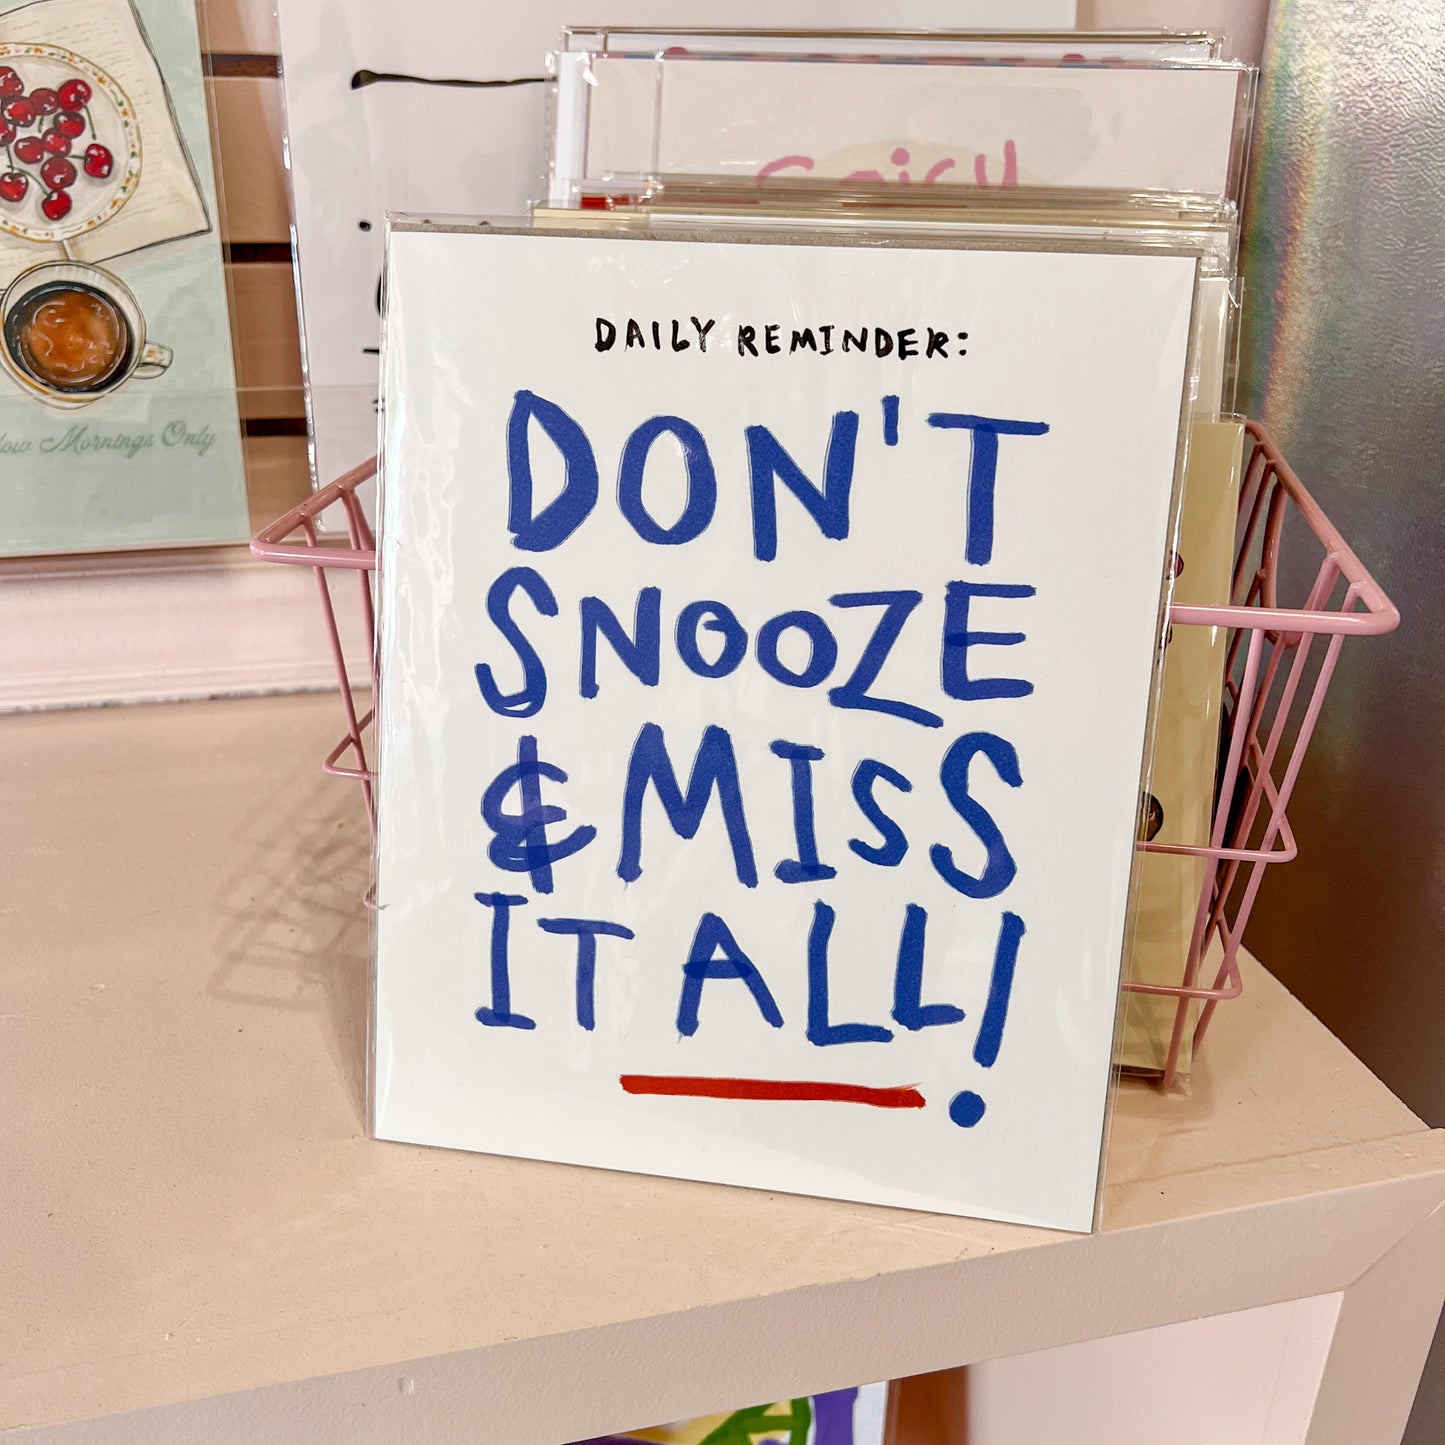 DAILY REMINDER:
DON'T
SNOOZE
& MISS
IT ALL!
Mornings Only